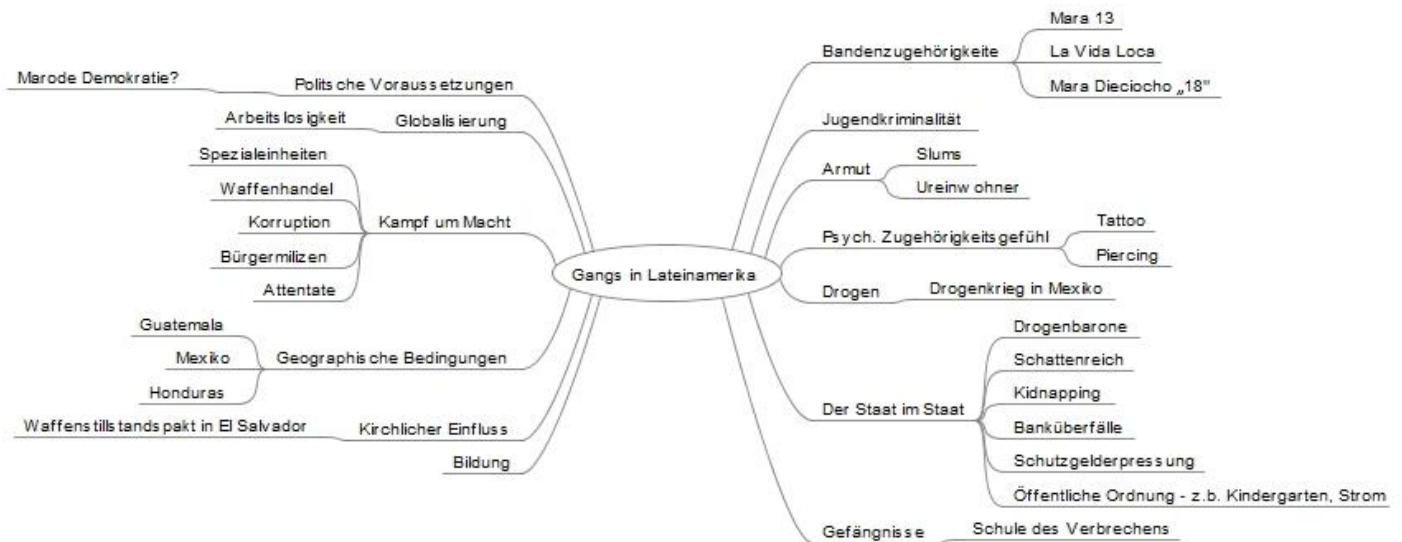 Gangs in Lateinamerika
Politsche Voraussetzungen
Marode Demokratie?
Globalisierung
Arbeitslosigkeit
Kampf um Macht
Spezialeinheiten
Waffenhandel
Korruption
Bürgermilizen
Attentate
Geographische Bedingungen
Guatemala
Mexiko
Honduras
Kirchlicher Einfluss
Waffenstillstandspakt in El Salvador
Bildung
Bandenzugehörigkeite
Mara 13
La Vida Loca
Mara Dieciocho „18"
Jugendkriminalität
Armut
Slums
Ureinwohner
Psych. Zugehörigkeitsgefühl
Tattoo
Piercing
Drogen
Drogenkrieg in Mexiko
Der Staat im Staat
Drogenbarone
Schattenreich
Kidnapping
Banküberfälle
Schutzgelderpressung
Öffentliche Ordnung - z.b. Kindergarten, Strom
Gefängnisse
Schule des Verbrechens